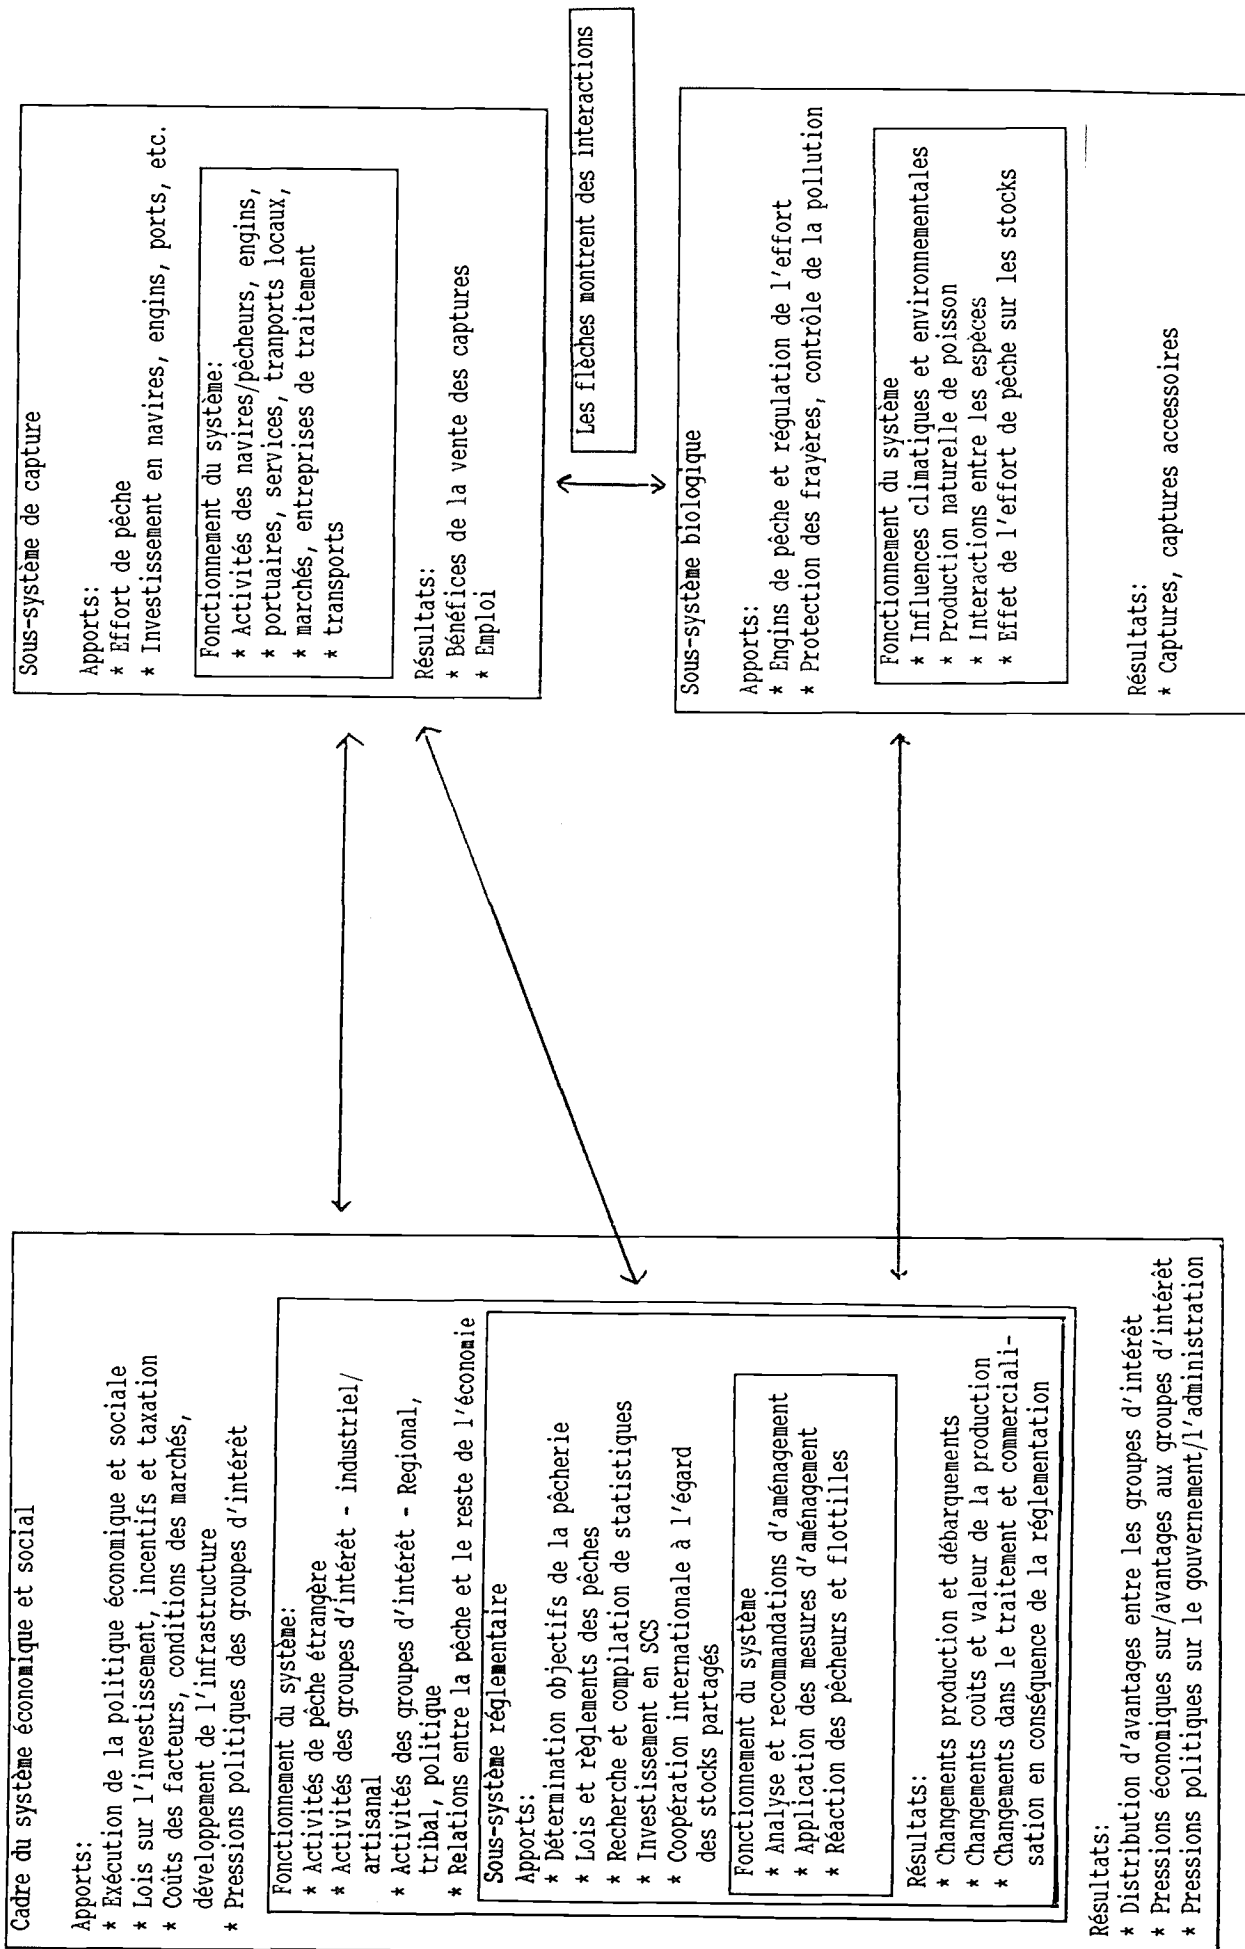 Cadre du système économique et social
Apports:
* Exécution de la politique économique et sociale
* Lois sur l'investissement, incentifs et taxation
* Coûts des facteurs, conditions des marchés,
développement de l'infrastructure
* Pressions politiques des groupes d'intérêt
Fonctionnement du système:
* Activités de pêche étrangère
* Activités des groupes d'intérêt - industriel/
artisanal
* Activités des groupes d'intérêt - Regional,
tribal, politique
* Relations entre la pêche et le reste de l'économie
Sous-système réglementaire
Apports:
* Détermination objectifs de la pêcherie
* Lois et règlements des pêches
* Recherche et compilation de statistiques
* Investissement en SCS
* Coopération internationale à l'égard
des stocks partagés
Fonctionnement du système
* Analyse et recommandations d'aménagement
* Application des mesures d'aménagement
* Réaction des pêcheurs et flottilles
Résultats:
* Changements production et débarquements
* Changements coûts et valeur de la production
* Changements dans le traitement et commerciali-
sation en conséquence de la réglementation
Résultats:
* Distribution d'avantages entre les groupes d'intérêt
* Pressions économiques sur/avantages aux groupes d'intérêt
* Pressions politiques sur le gouvernement/l'administration
Sous-système de capture
Apports:
* Effort de pêche
* Investissement en navires, engins, ports, etc.
Fonctionnement du système:
* Activités des navires/pêcheurs, engins,
* portuaires, services, tranports locaux,
* marchés, entreprises de traitement
* transports
Résultats:
* Bénéfices de la vente des captures
* Emploi
Les flèches montrent des interactions
Sous-système biologique
Apports:
* Engins de pêche et régulation de l'effort
* Protection des frayères, contrôle de la pollution
Fonctionnement du système
* Influences climatiques et environnementales
* Production naturelle de poisson
* Interactions entre les espèces
* Effet de l'effort de pêche sur les stocks
Résultats:
* Captures, captures accessoires